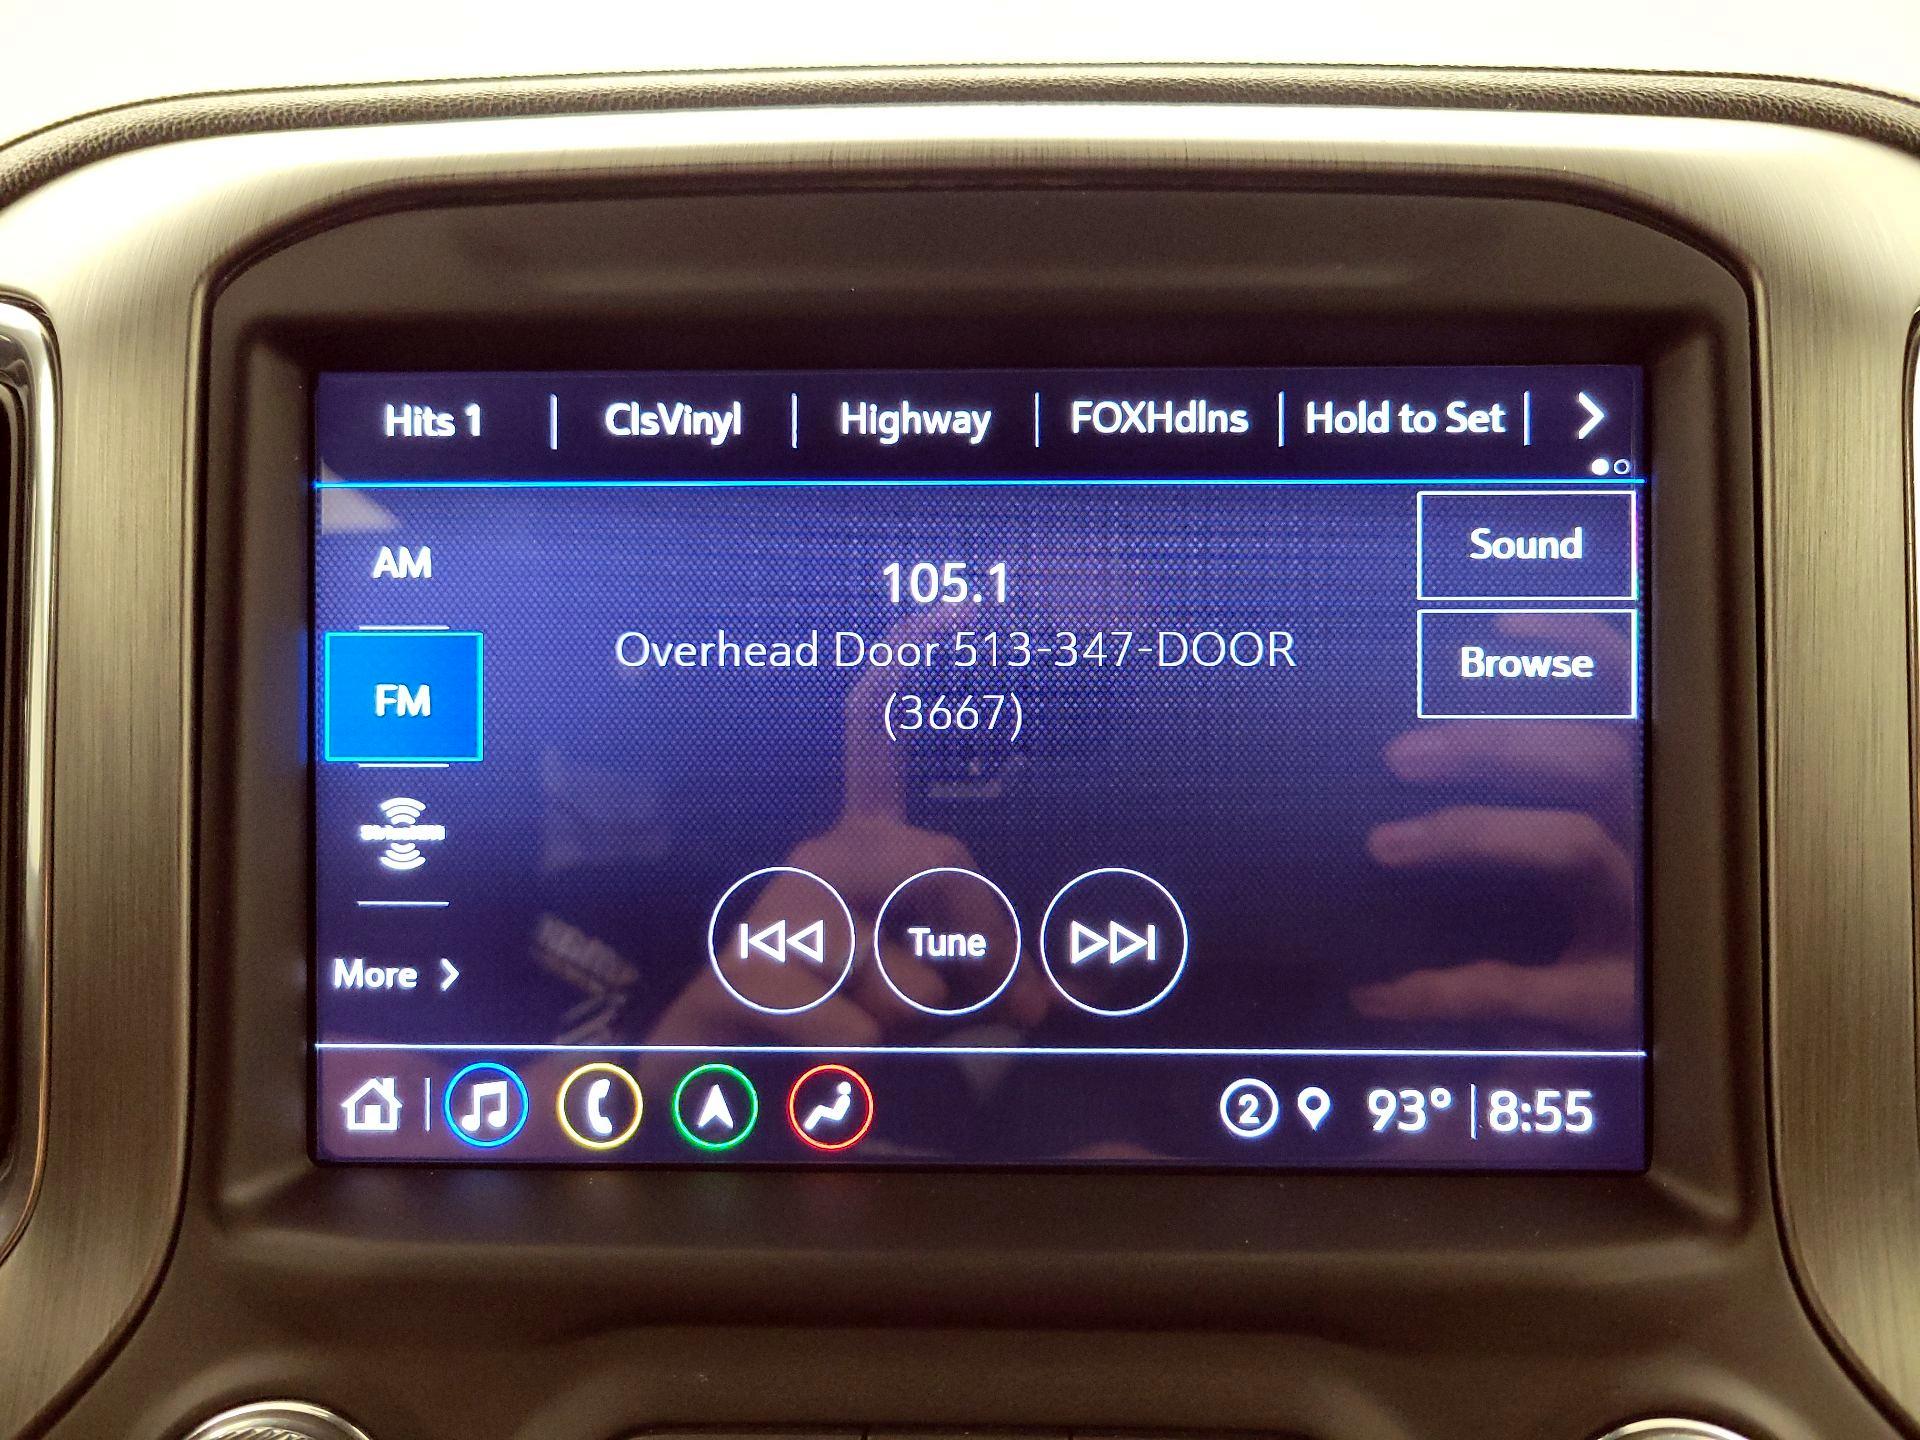 Hits 1
ClsVinyl
Highway
FOXHdlns
Hold to Set
AM
FM
More
105.1
Overhead Door 513-347-DOOR
(3667)
Sound
Browse
Tune
2
93°
8:55